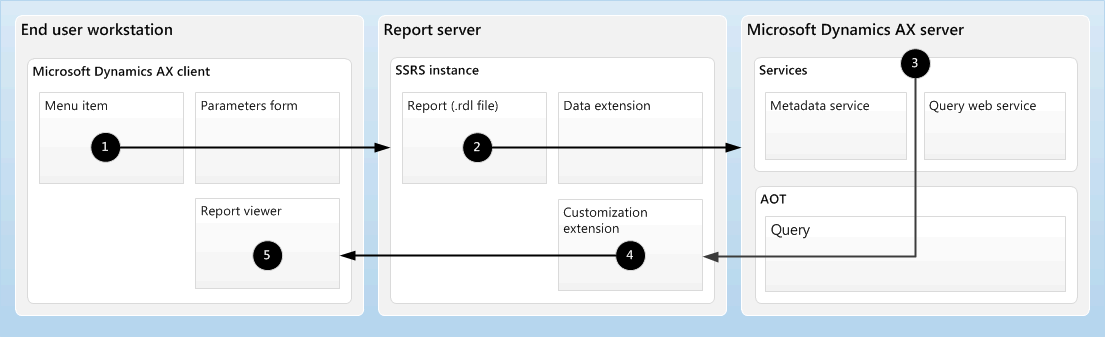 End user workstation
Microsoft Dynamics AX client
Menu item
Parameters form
1
Report viewer
5
Report server
SSRS instance
Report (.rdl file)
Data extension
2
Customization
extension
4
Microsoft Dynamics AX server
3
Services
Metadata service
Query web service
AOT
Query